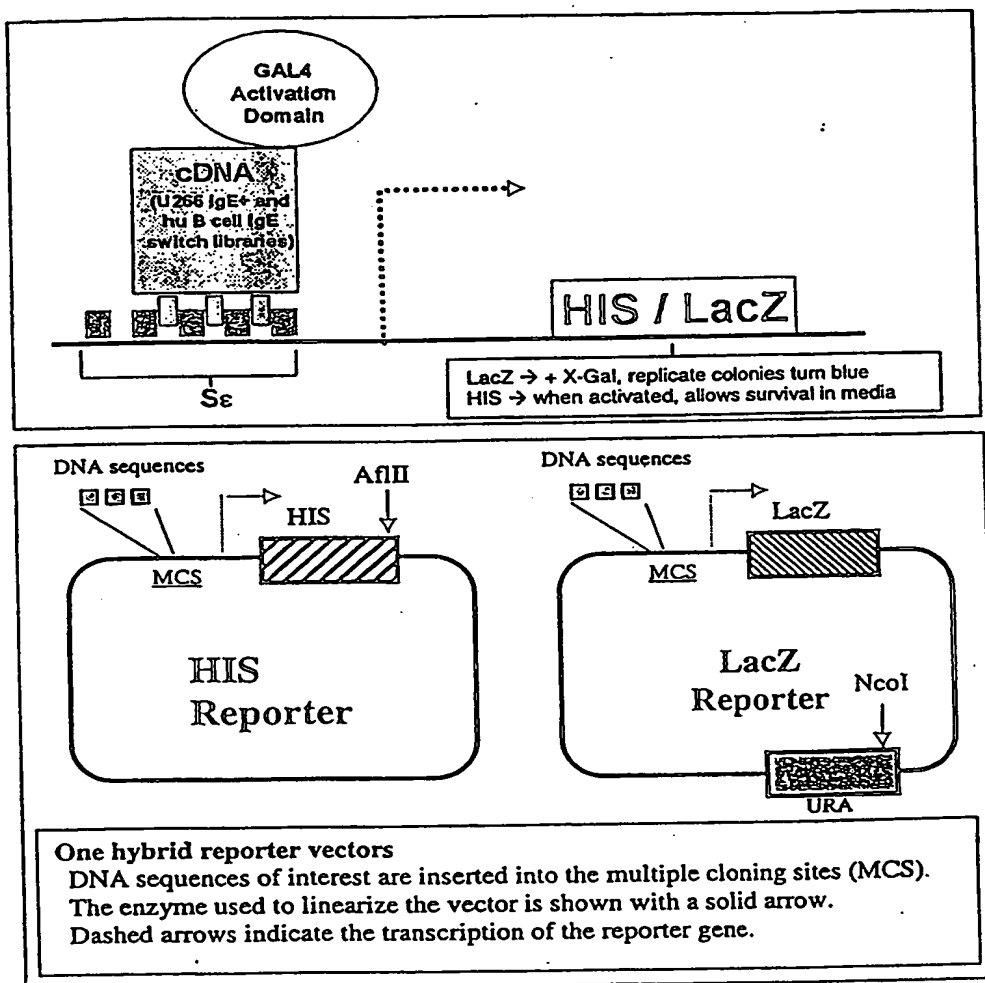 GAL4
Activation
Domain
cDNA
(U266 IgE+ and
hu B cell IgE
switch libraries)
HIS / LacZ
Sε
LacZ → + X-Gal, replicate colonies turn blue
HIS → when activated, allows survival in media
DNA sequences
AflII
HIS
MCS
HIS
Reporter
DNA sequences
LacZ
MCS
LacZ
Reporter
NcoI
URA
One hybrid reporter vectors
DNA sequences of interest are inserted into the multiple cloning sites (MCS).
The enzyme used to linearize the vector is shown with a solid arrow.
Dashed arrows indicate the transcription of the reporter gene.